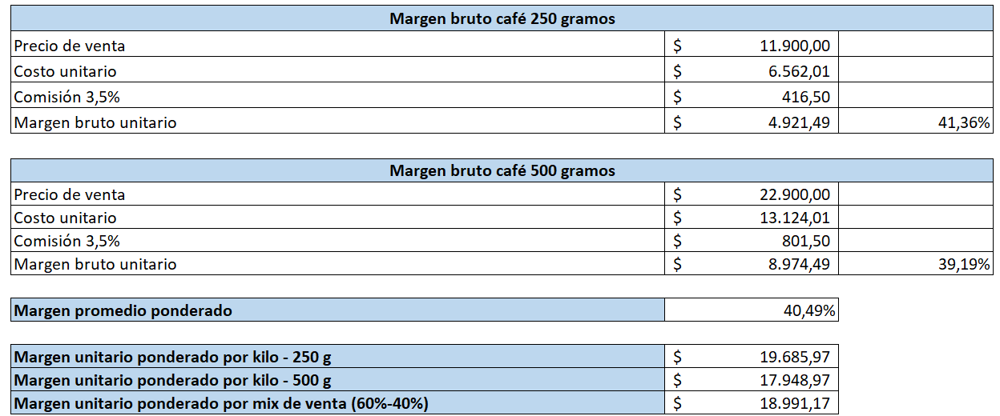 Margen bruto café 250 gramos
Precio de venta $ 11.900,00
Costo unitario $ 6.562,01
Comisión 3,5% $ 416,50
Margen bruto unitario $ 4.921,49 41,36%
Margen bruto café 500 gramos
Precio de venta $ 22.900,00
Costo unitario $ 13.124,01
Comisión 3,5% $ 801,50
Margen bruto unitario $ 8.974,49 39,19%
Margen promedio ponderado 40,49%
Margen unitario ponderado por kilo - 250 g $ 19.685,97
Margen unitario ponderado por kilo - 500 g $ 17.948,97
Margen unitario ponderado por mix de venta (60%-40%) $ 18.991,17